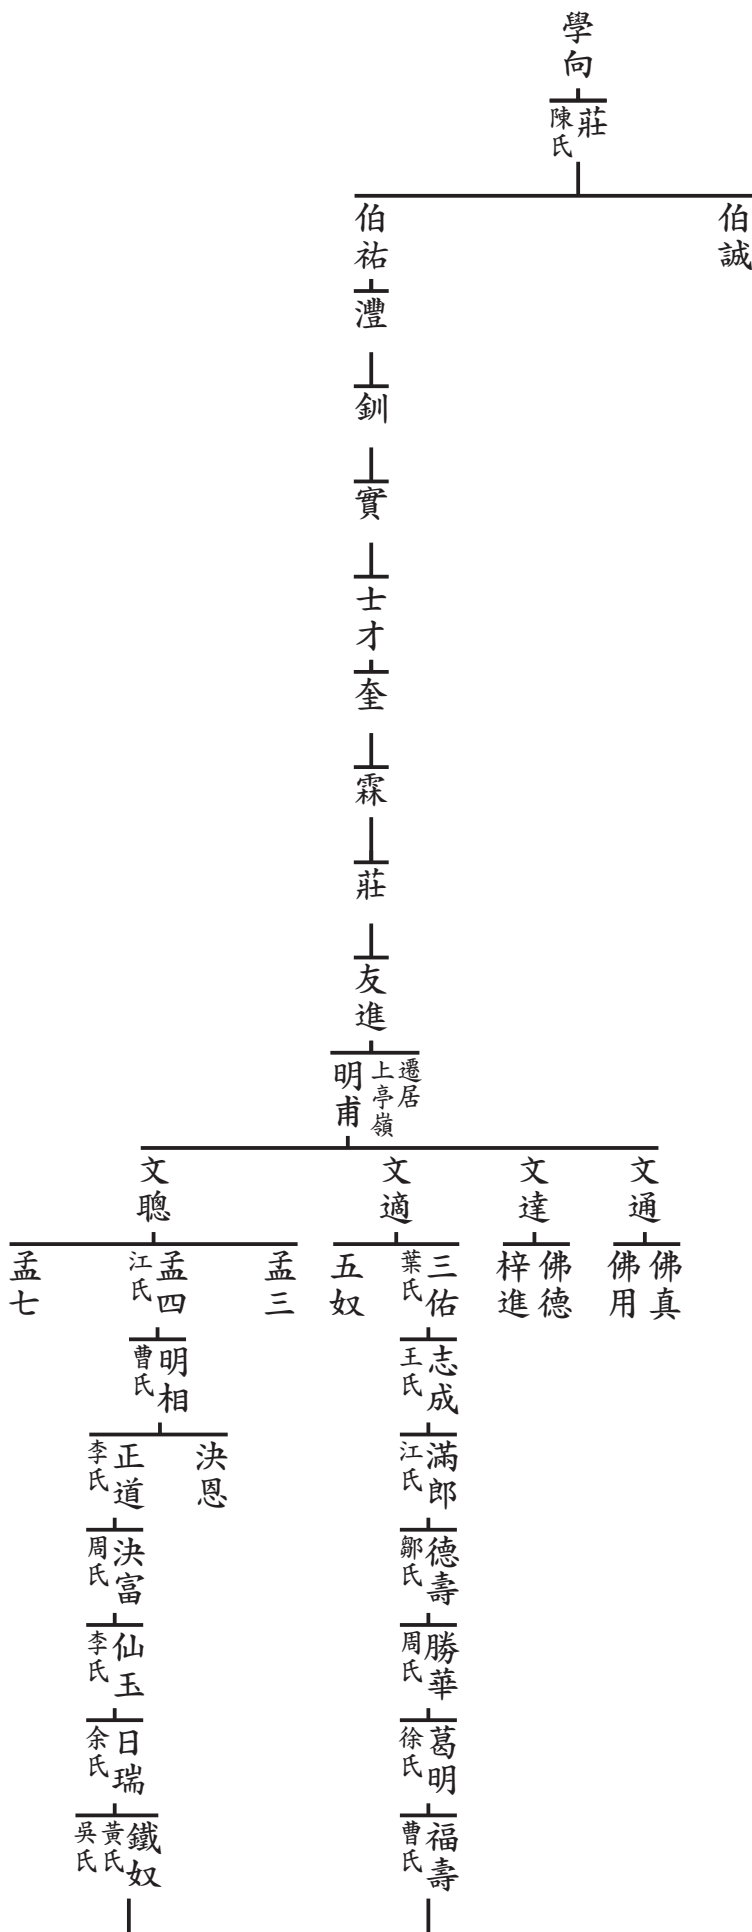 學向
莊
陳氏
伯誠
伯祐
灃
釧
實
士才
奎
霖
莊
友進
遷居
上亭嶺
明甫
文通
文達
文適
文聰
佛真
佛用
佛德
梓進
三佑
葉氏
五奴
孟三
孟四
江氏
孟七
志成
王氏
明相
曹氏
滿郎
江氏
決恩
正道
李氏
德壽
鄒氏
決富
周氏
勝華
周氏
仙玉
李氏
葛明
徐氏
日瑞
余氏
福壽
曹氏
鐵奴
黃氏
吳氏